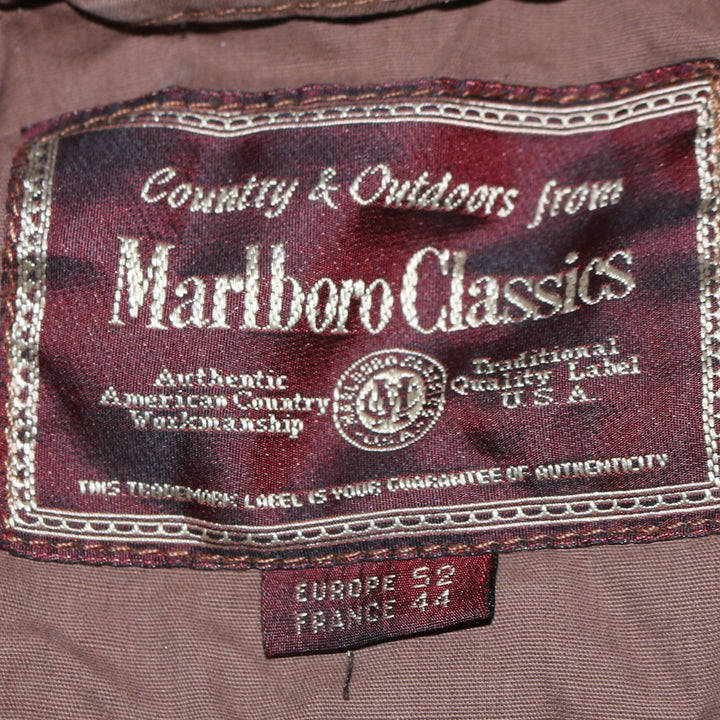 Country & Outdoors from
Marlboro Classics
Authentic
American Country
Workmanship
Traditional
Quality Label
U.S.A.
THIS TRADEMARK LABEL IS YOUR GUARANTEE OF AUTHENTICITY
EUROPE 52
FRANCE 44